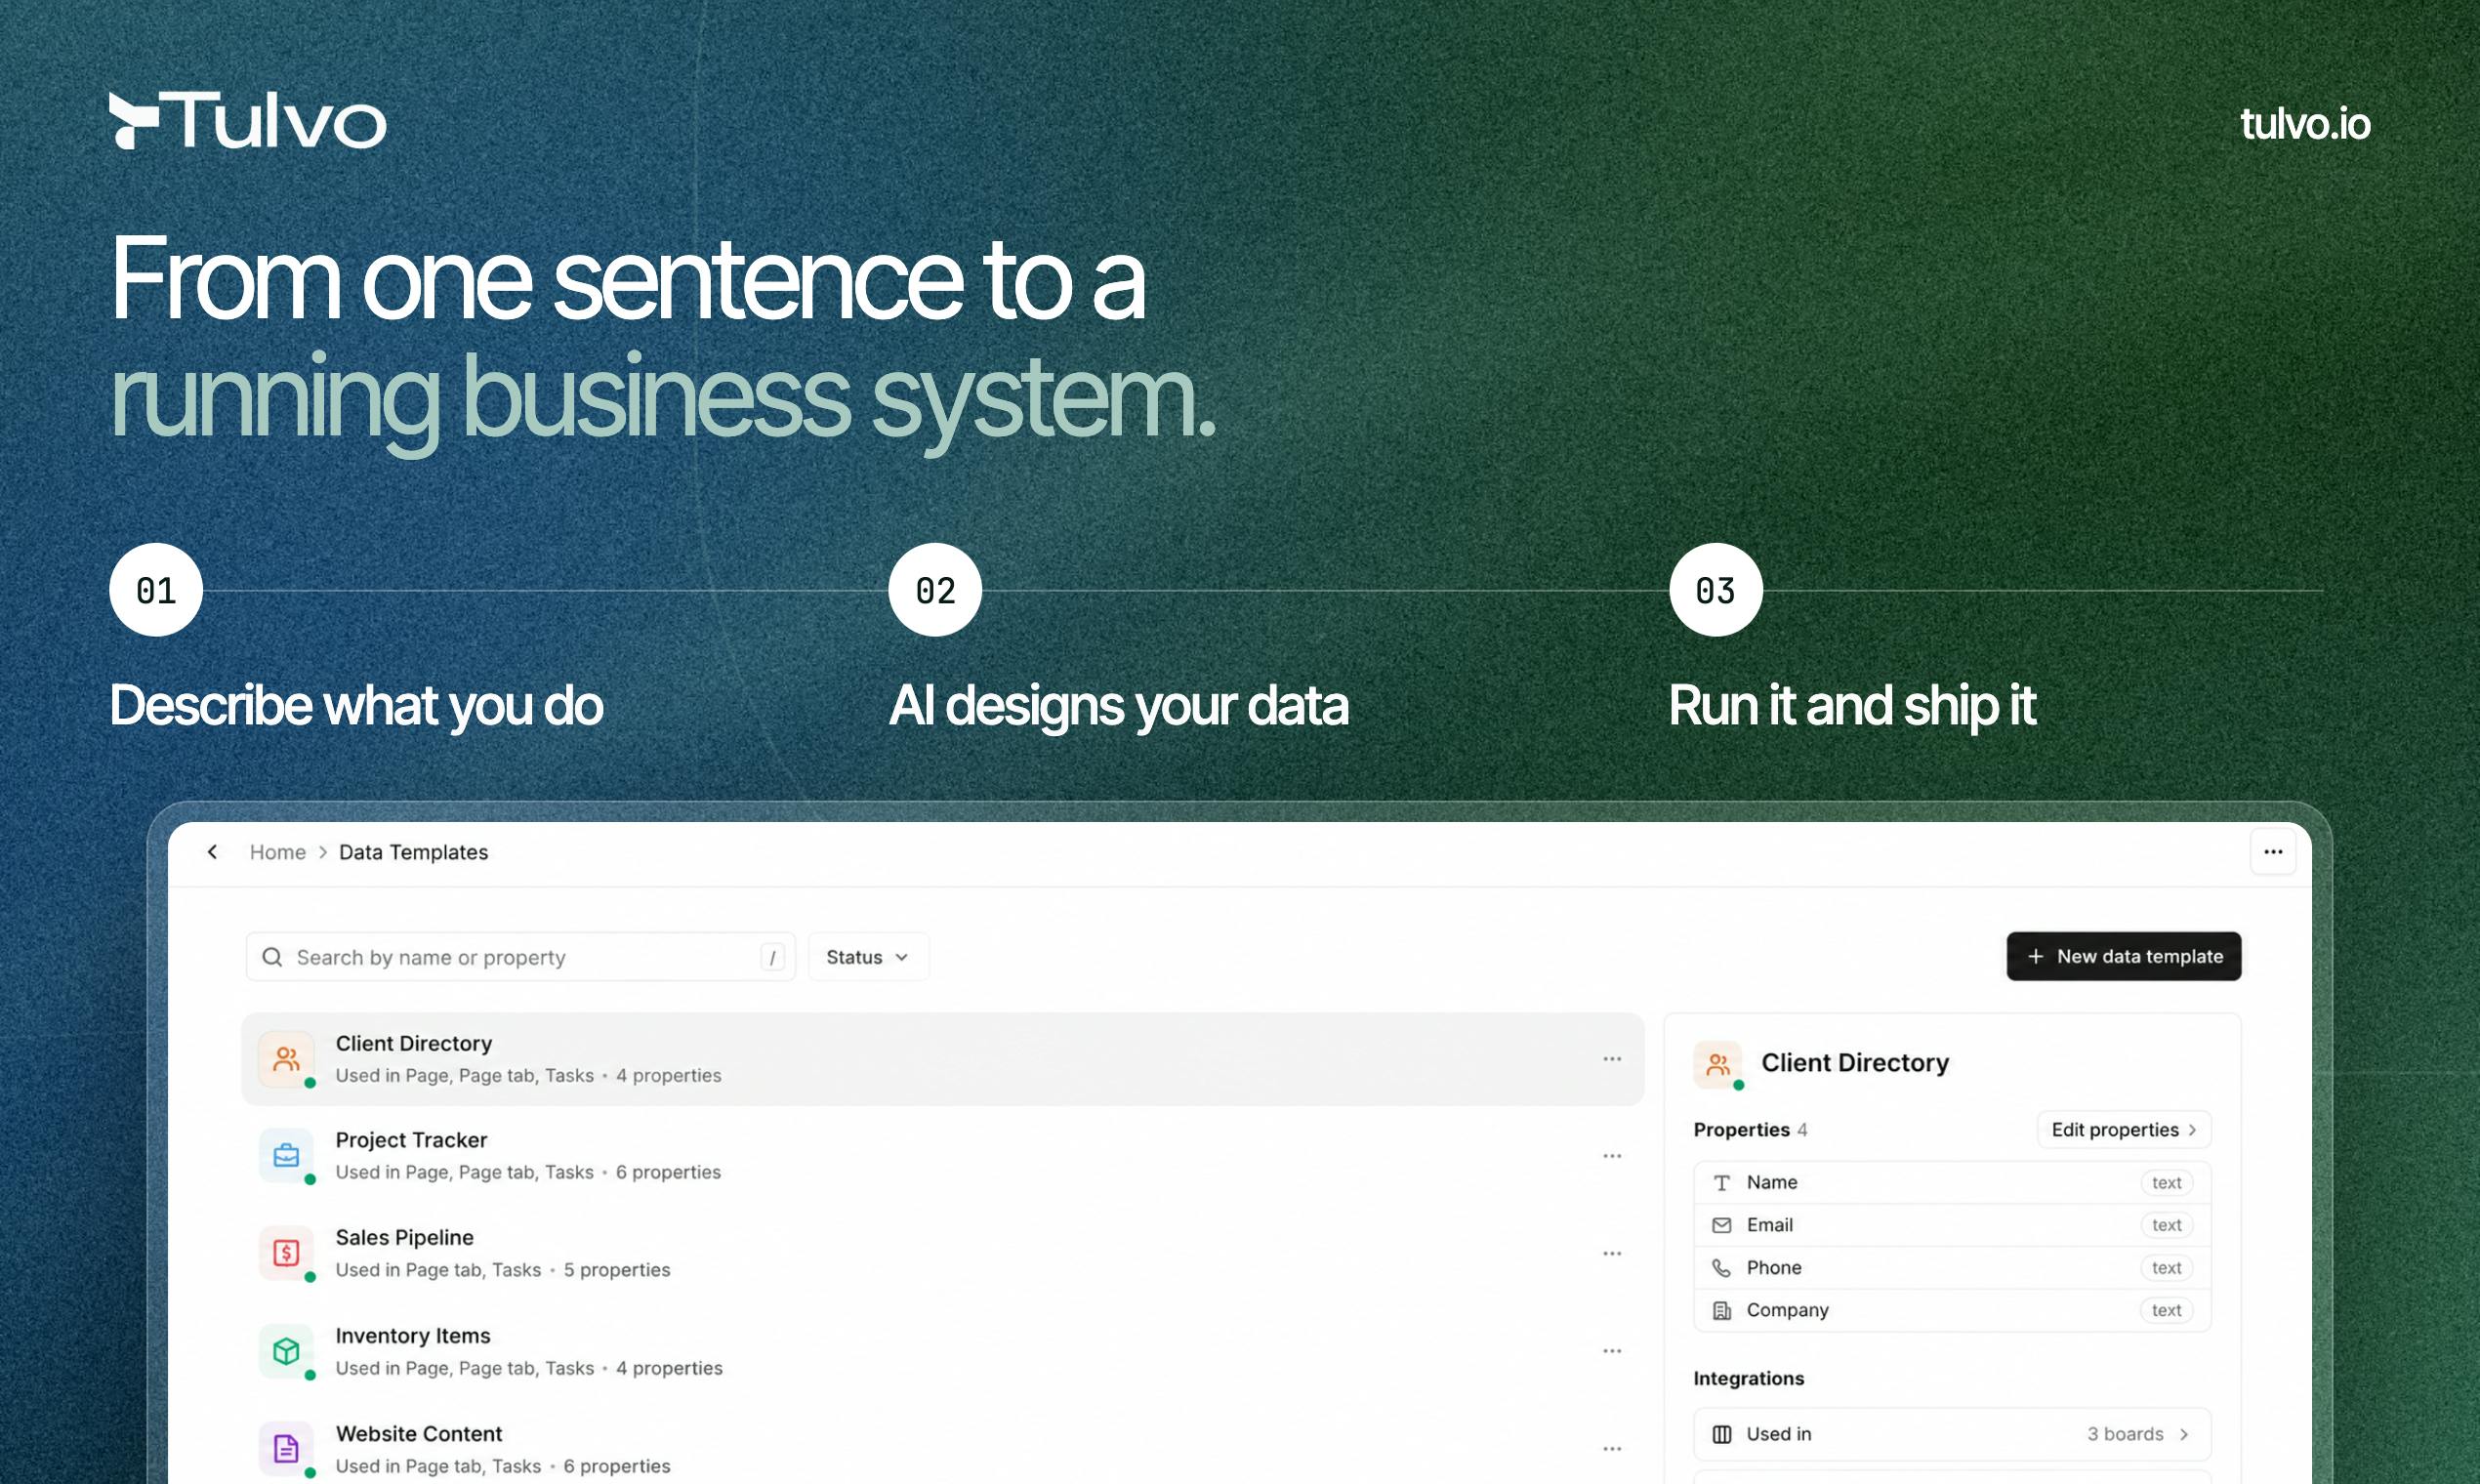 Tulvo
tulvo.io
From one sentence to a
running business system.
01
02
03
Describe what you do
AI designs your data
Run it and ship it
Home > Data Templates
Search by name or property
/
Status
+ New data template
Client Directory
Used in Page, Page tab, Tasks • 4 properties
Project Tracker
Used in Page, Page tab, Tasks • 6 properties
Sales Pipeline
Used in Page tab, Tasks • 5 properties
Inventory Items
Used in Page, Page tab, Tasks • 4 properties
Website Content
Used in Page tab, Tasks • 6 properties
Client Directory
Properties 4
Edit properties >
Name text
Email text
Phone text
Company text
Integrations
Used in 3 boards >